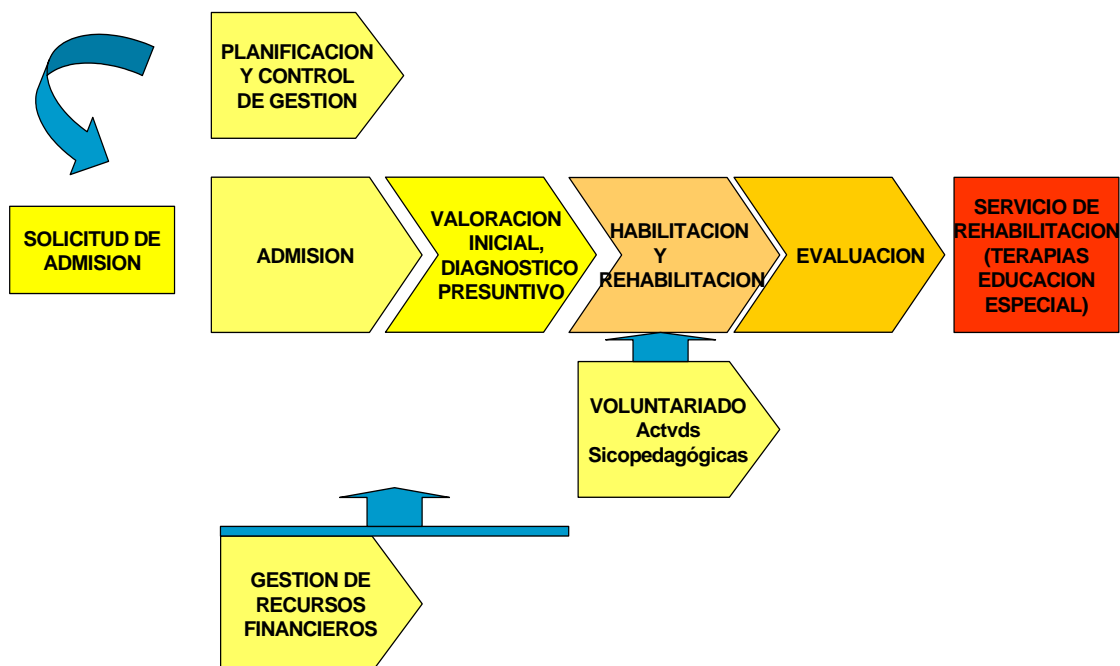 PLANIFICACION
Y CONTROL
DE GESTION
SOLICITUD DE
ADMISION
ADMISION
VALORACION
INICIAL,
DIAGNOSTICO
PRESUNTIVO
HABILITACION
Y
REHABILITACION
EVALUACION
SERVICIO DE
REHABILITACION
(TERAPIAS
EDUCACION
ESPECIAL)
VOLUNTARIADO
Actvds
Sicopedagógicas
GESTION DE
RECURSOS
FINANCIEROS